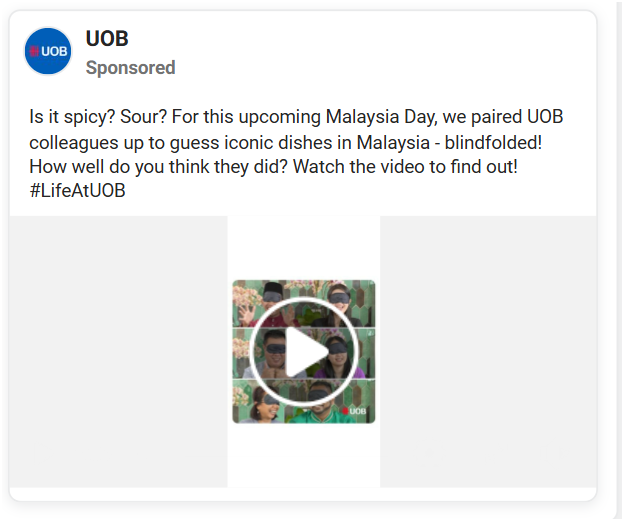 UOB
UOB
Sponsored
Is it spicy? Sour? For this upcoming Malaysia Day, we paired UOB
colleagues up to guess iconic dishes in Malaysia - blindfolded!
How well do you think they did? Watch the video to find out!
#LifeAtUOB
UOB